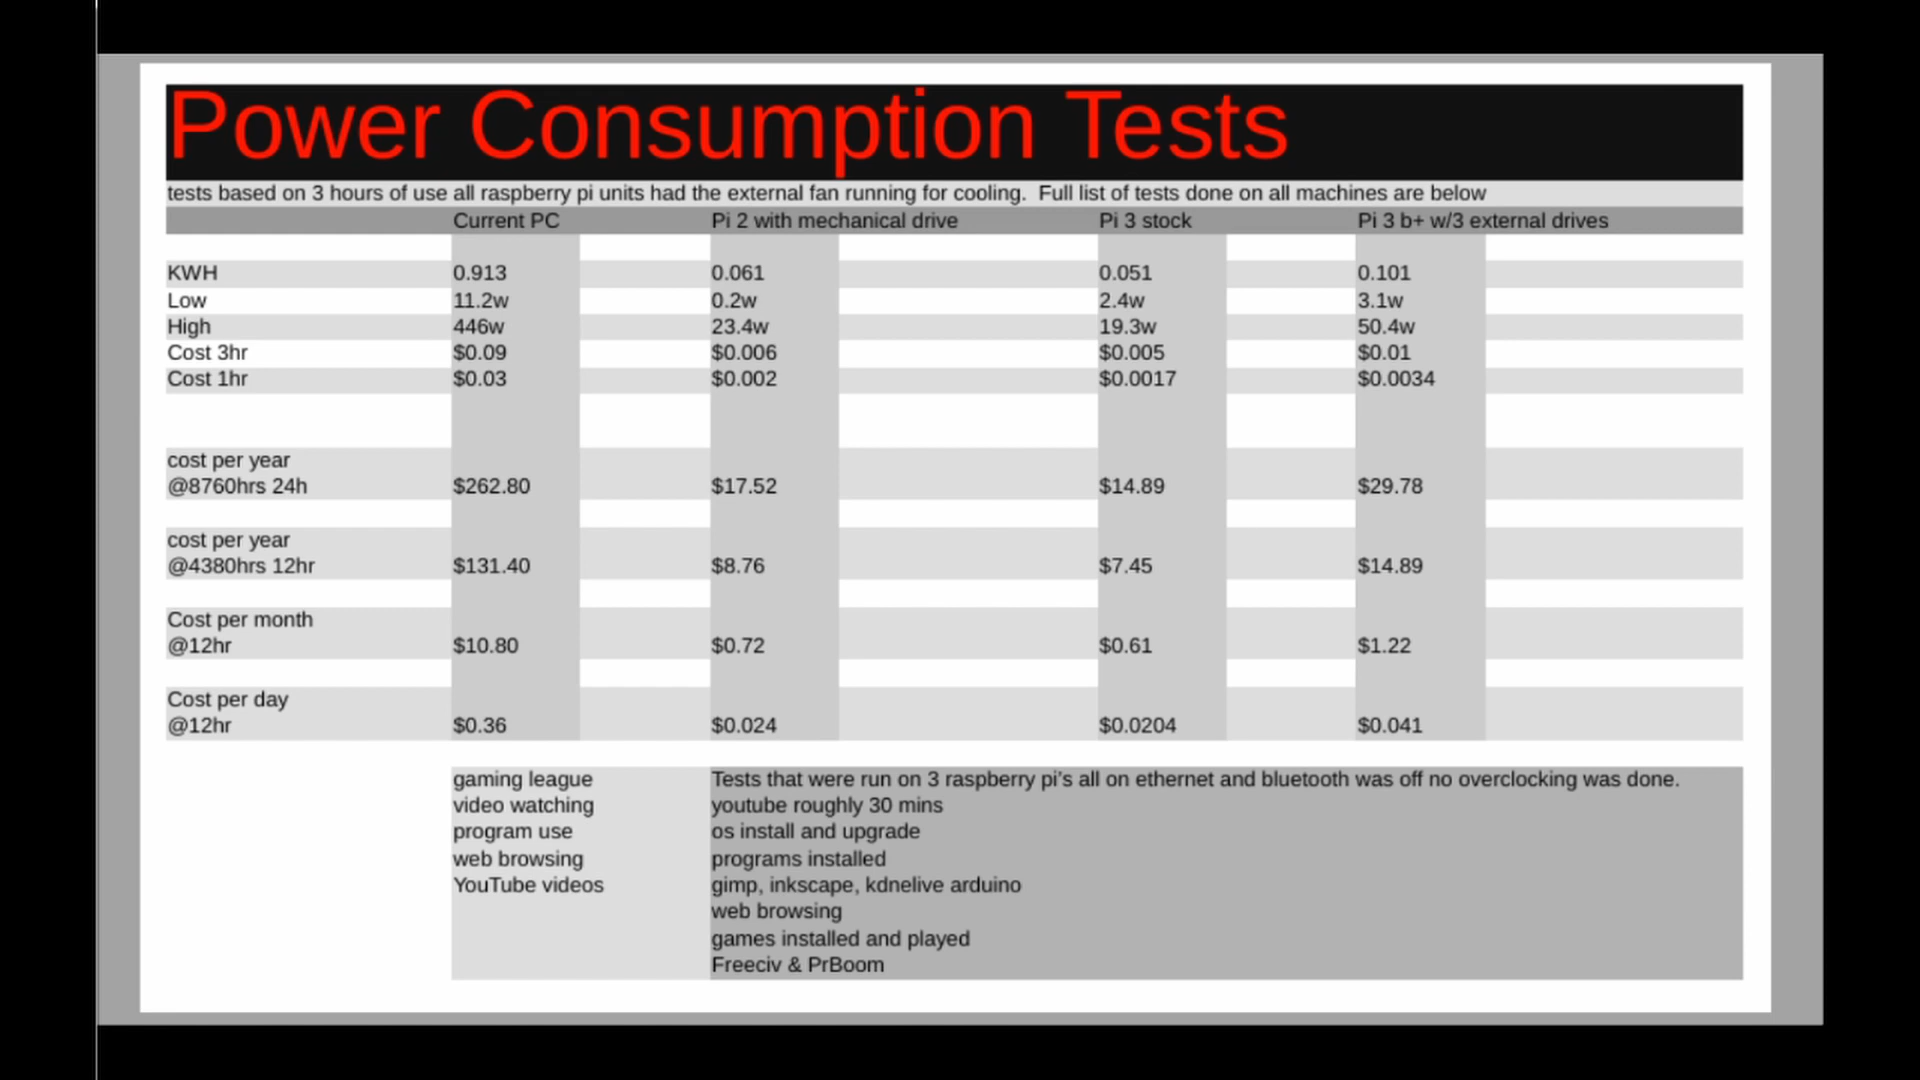 Power Consumption Tests
tests based on 3 hours of use all raspberry pi units had the external fan running for cooling.  Full list of tests done on all machines are below
Current PC Pi 2 with mechanical drive Pi 3 stock Pi 3 b+ w/3 external drives
KWH 0.913 0.061 0.051 0.101
Low 11.2w 0.2w 2.4w 3.1w
High 446w 23.4w 19.3w 50.4w
Cost 3hr $0.09 $0.006 $0.005 $0.01
Cost 1hr $0.03 $0.002 $0.0017 $0.0034
cost per year
@8760hrs 24h $262.80 $17.52 $14.89 $29.78
cost per year
@4380hrs 12hr $131.40 $8.76 $7.45 $14.89
Cost per month
@12hr $10.80 $0.72 $0.61 $1.22
Cost per day
@12hr $0.36 $0.024 $0.0204 $0.041
gaming league Tests that were run on 3 raspberry pi's all on ethernet and bluetooth was off no overclocking was done.
video watching youtube roughly 30 mins
program use os install and upgrade
web browsing programs installed
YouTube videos gimp, inkscape, kdnelive arduino
web browsing
games installed and played
Freeciv & PrBoom